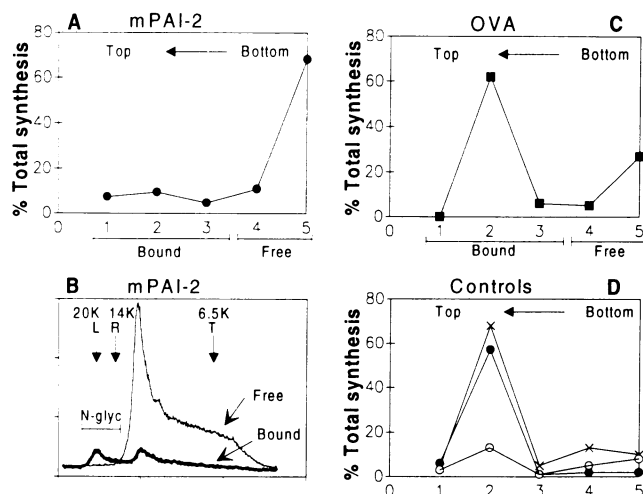 A mPAI-2
80
60
40
20
0
% Total synthesis
Top Bottom
0 1 2 3 4 5
Bound Free
OVA C
80
60
40
20
0
% Total synthesis
Top Bottom
0 1 2 3 4 5
Bound Free
B mPAI-2
20K 14K 6.5K
L R T
N-glyc
Free
Bound
Controls D
80
60
40
20
0
% Total synthesis
Top Bottom
0 1 2 3 4 5